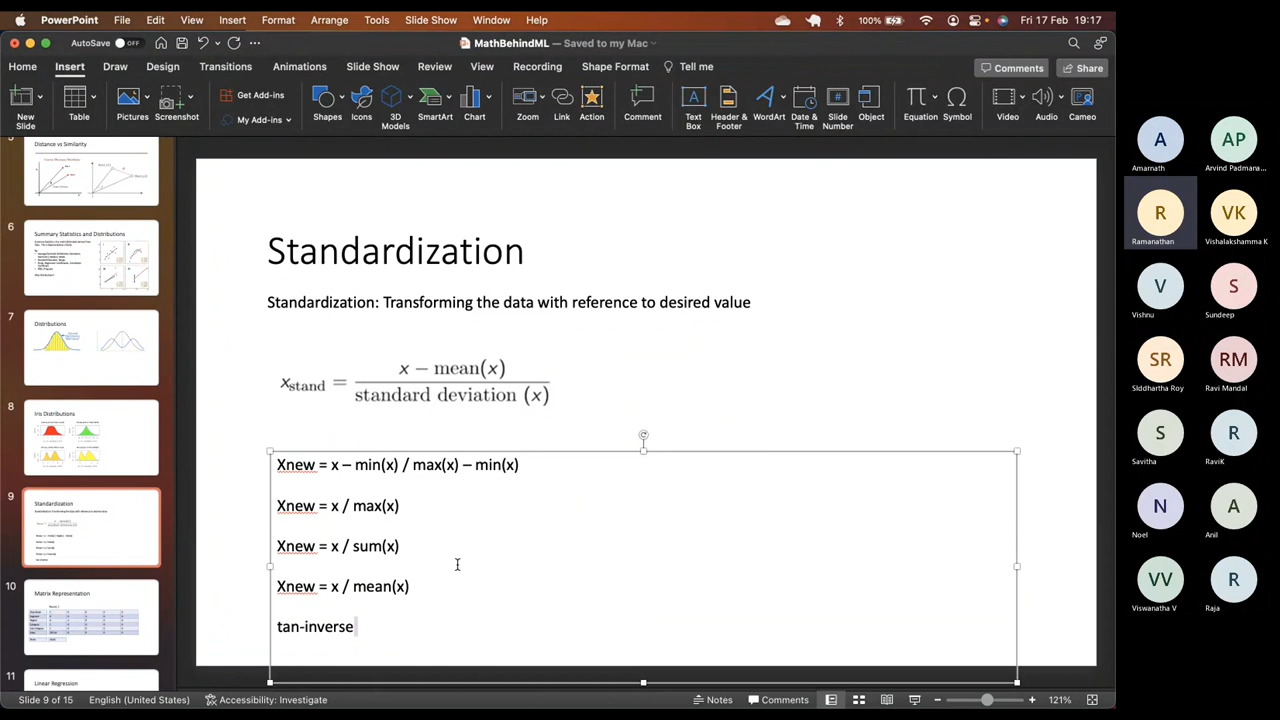 PowerPoint File Edit View Insert Format Arrange Tools Slide Show Window Help 100% Fri 17 Feb 19:17
AutoSave OFF MathBehindML — Saved to my Mac
Home Insert Draw Design Transitions Animations Slide Show Review View Recording Shape Format Tell me Comments Share
New Slide
Table
Pictures
Screenshot
Get Add-ins
My Add-ins
Shapes
Icons
3D Models
SmartArt
Chart
Zoom
Link
Action
Comment
Text Box
Header & Footer
WordArt
Date & Time
Slide Number
Object
Equation
Symbol
Video
Audio
Cameo
Distance vs Similarity
6
Summary Statistics and Distributions
7
Distributions
8
Iris Distributions
9
Standardization
10
Matrix Representation
11
Linear Regression
Standardization
Standardization: Transforming the data with reference to desired value
x stand = x − mean(x) / standard deviation (x)
Xnew = x – min(x) / max(x) – min(x)
Xnew = x / max(x)
Xnew = x / sum(x)
Xnew = x / mean(x)
tan-inverse
Slide 9 of 15 English (United States) Accessibility: Investigate Notes Comments 121%
A AP
Amarnath Arvind Padmana...
R VK
Ramanathan Vishalakshamma K
V S
Vishnu Sundeep
SR RM
SIddhartha Roy Ravi Mandal
S R
Savitha RaviK
N A
Noel Anil
VV R
Viswanatha V Raja